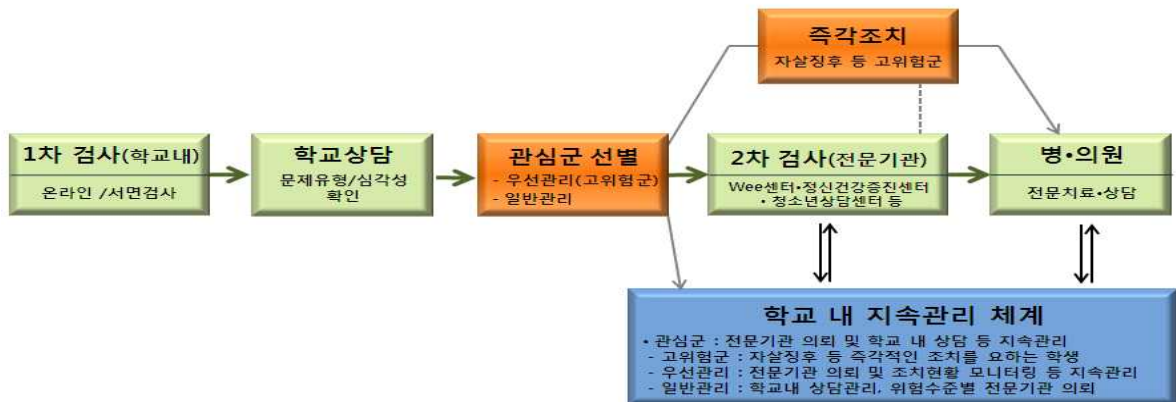 즉각조치
자살징후 등 고위험군
1차 검사(학교내)
온라인 /서면검사
학교상담
문제유형/심각성
확인
관심군 선별
- 우선관리(고위험군)
- 일반관리
2차 검사(전문기관)
Wee센터•정신건강증진센터
• 청소년상담센터 등
병•의원
전문치료•상담
학교 내 지속관리 체계
• 관심군 : 전문기관 의뢰 및 학교 내 상담 등 지속관리
- 고위험군 : 자살징후 등 즉각적인 조치를 요하는 학생
- 우선관리 : 전문기관 의뢰 및 조치현황 모니터링 등 지속관리
- 일반관리 : 학교내 상담관리, 위험수준별 전문기관 의뢰